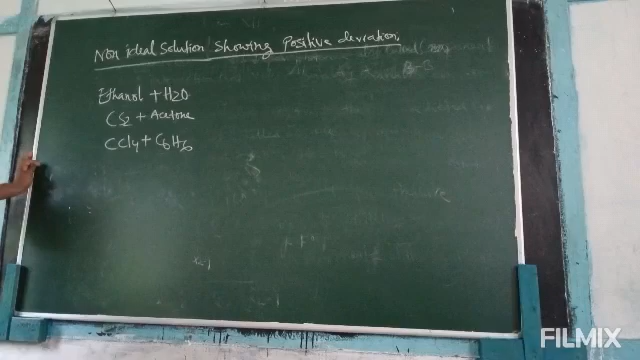 Non ideal Solution Showing Positive deviation,
Ethanol + H2O
CS2 + Acetone
CCl4 + C6H6
FILMIX